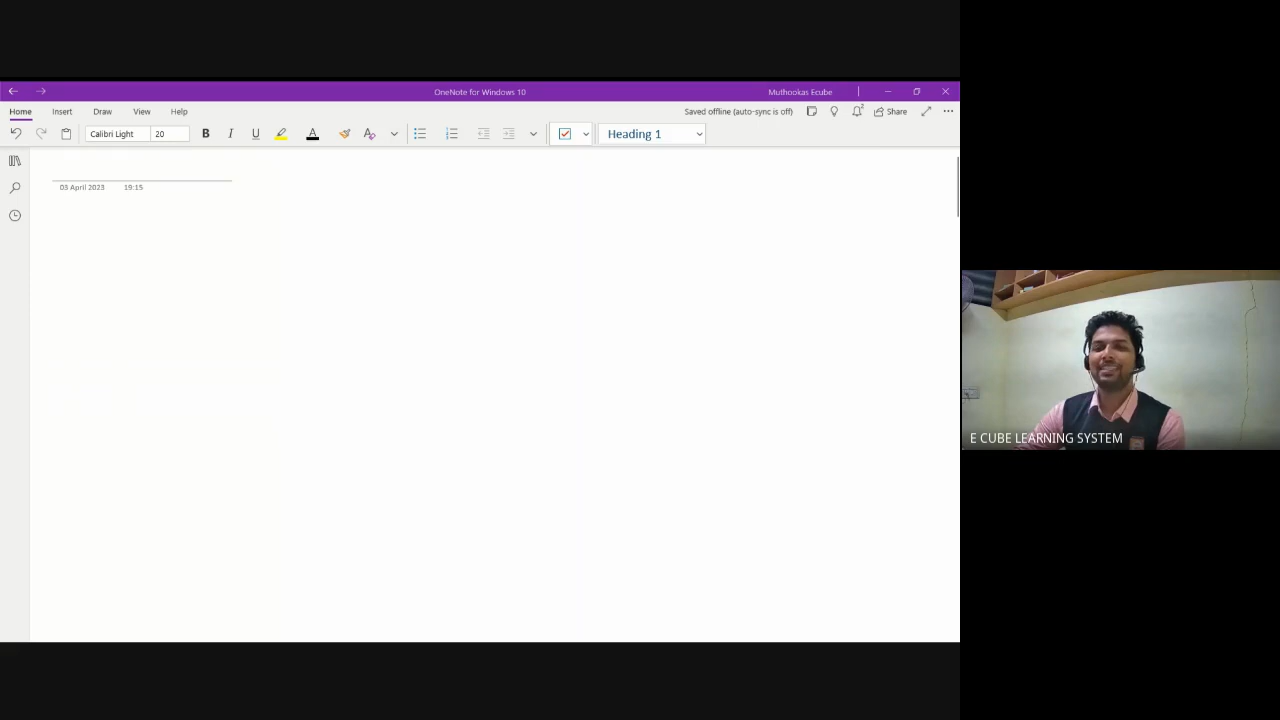 OneNote for Windows 10
Muthookas Ecube
Home Insert Draw View Help
Saved offline (auto-sync is off)
2
Share
Calibri Light 20 B I U A A Heading 1
03 April 2023 19:15
E CUBE LEARNING SYSTEM